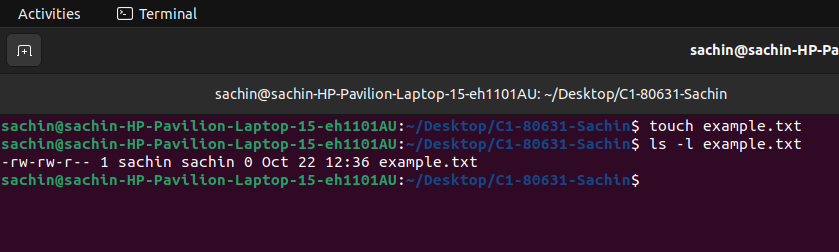 Activities Terminal
sachin@sachin-HP-Pa
sachin@sachin-HP-Pavilion-Laptop-15-eh1101AU: ~/Desktop/C1-80631-Sachin
sachin@sachin-HP-Pavilion-Laptop-15-eh1101AU:~/Desktop/C1-80631-Sachin$ touch example.txt
sachin@sachin-HP-Pavilion-Laptop-15-eh1101AU:~/Desktop/C1-80631-Sachin$ ls -l example.txt
-rw-rw-r-- 1 sachin sachin 0 Oct 22 12:36 example.txt
sachin@sachin-HP-Pavilion-Laptop-15-eh1101AU:~/Desktop/C1-80631-Sachin$